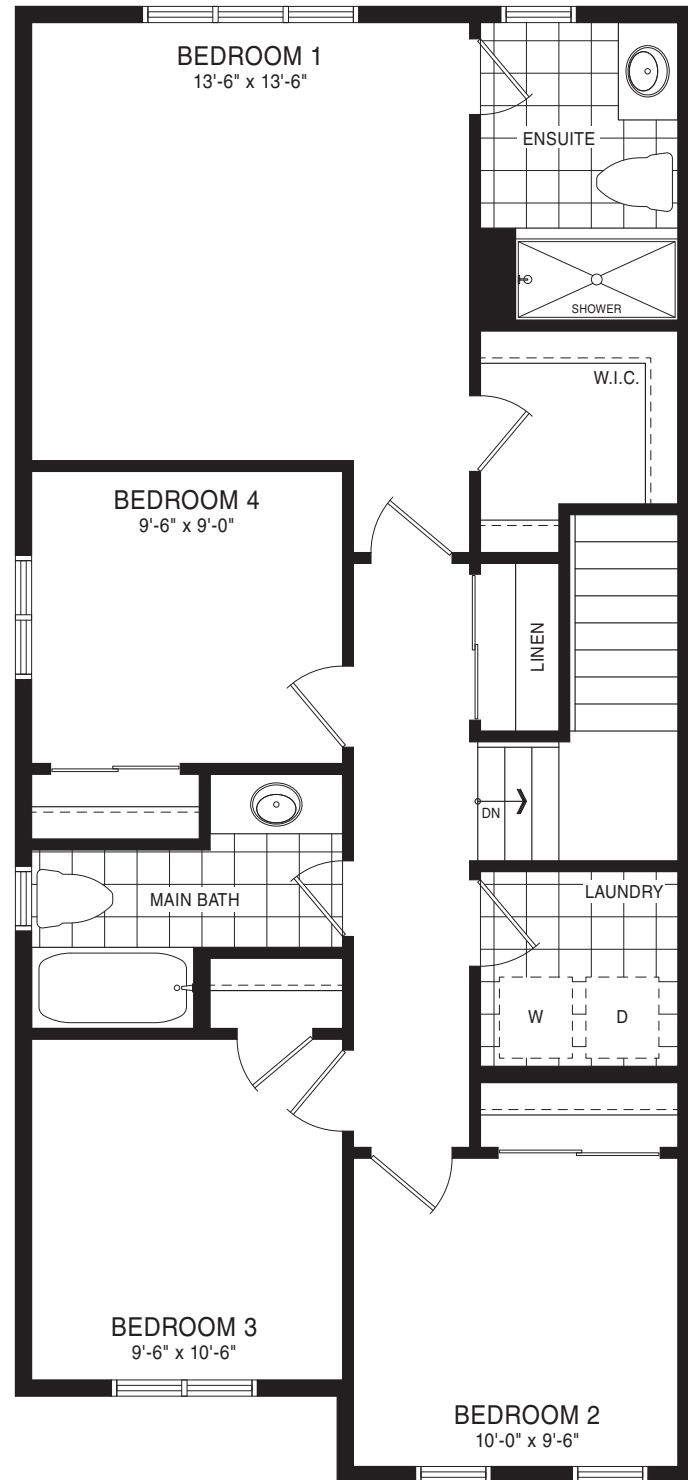 BEDROOM 1
13'-6" x 13'-6"
ENSUITE
SHOWER
W.I.C.
BEDROOM 4
9'-6" x 9'-0"
LINEN
DN
MAIN BATH
LAUNDRY
W
D
BEDROOM 3
9'-6" x 10'-6"
BEDROOM 2
10'-0" x 9'-6"